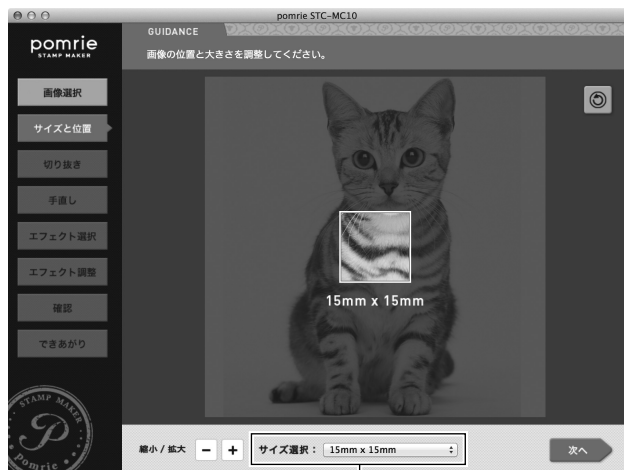 pomrie STC-MC10
pomrie
STAMP MAKER
GUIDANCE
画像の位置と大きさを調整してください。
画像選択
サイズと位置
切り抜き
手直し
エフェクト選択
エフェクト調整
確認
できあがり
15mm x 15mm
STAMP MAKER
P
Pomrie
縮小 / 拡大 − +
サイズ選択： 15mm x 15mm
次へ